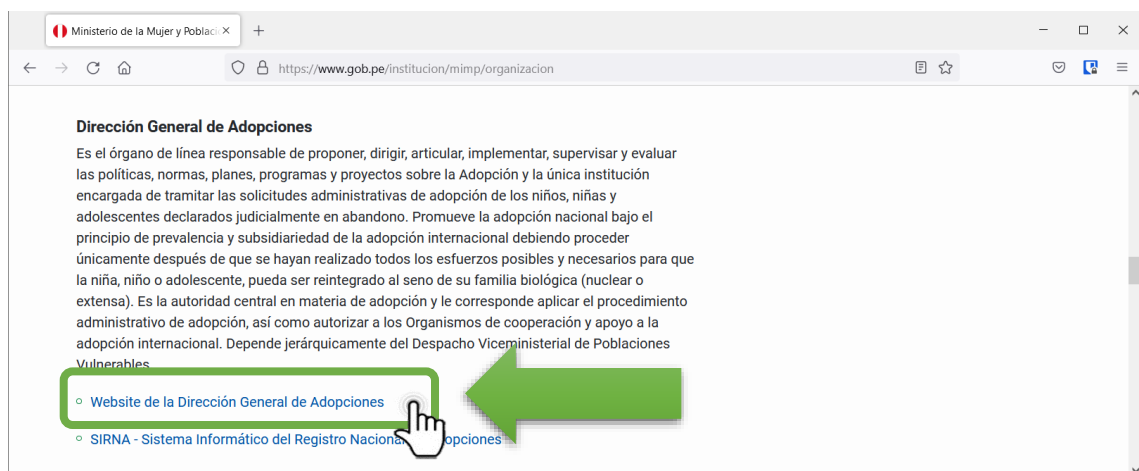 Ministerio de la Mujer y Poblaci
https://www.gob.pe/institucion/mimp/organizacion
Dirección General de Adopciones
Es el órgano de línea responsable de proponer, dirigir, articular, implementar, supervisar y evaluar
las políticas, normas, planes, programas y proyectos sobre la Adopción y la única institución
encargada de tramitar las solicitudes administrativas de adopción de los niños, niñas y
adolescentes declarados judicialmente en abandono. Promueve la adopción nacional bajo el
principio de prevalencia y subsidiariedad de la adopción internacional debiendo proceder
únicamente después de que se hayan realizado todos los esfuerzos posibles y necesarios para que
la niña, niño o adolescente, pueda ser reintegrado al seno de su familia biológica (nuclear o
extensa). Es la autoridad central en materia de adopción y le corresponde aplicar el procedimiento
administrativo de adopción, así como autorizar a los Organismos de cooperación y apoyo a la
adopción internacional. Depende jerárquicamente del Despacho Viceministerial de Poblaciones
Vulnerables
Website de la Dirección General de Adopciones
SIRNA - Sistema Informático del Registro Nacional opciones